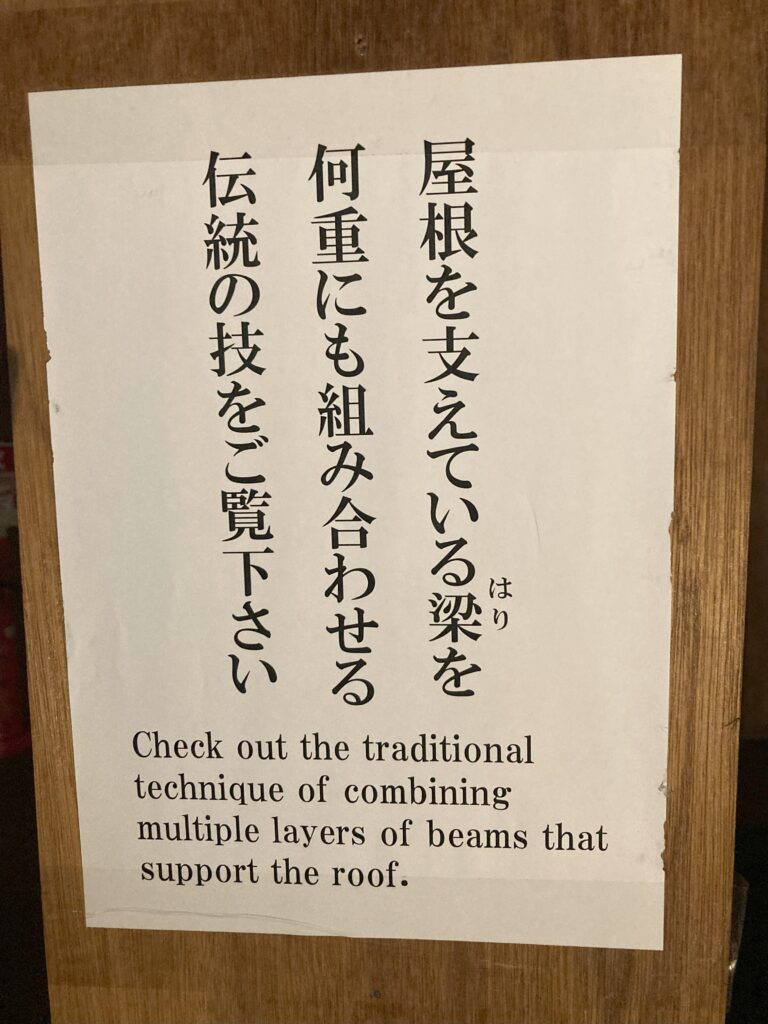 屋根を支えている梁を
はり
何重にも組み合わせる
伝統の技をご覧下さい
Check out the traditional
technique of combining
multiple layers of beams that
support the roof.